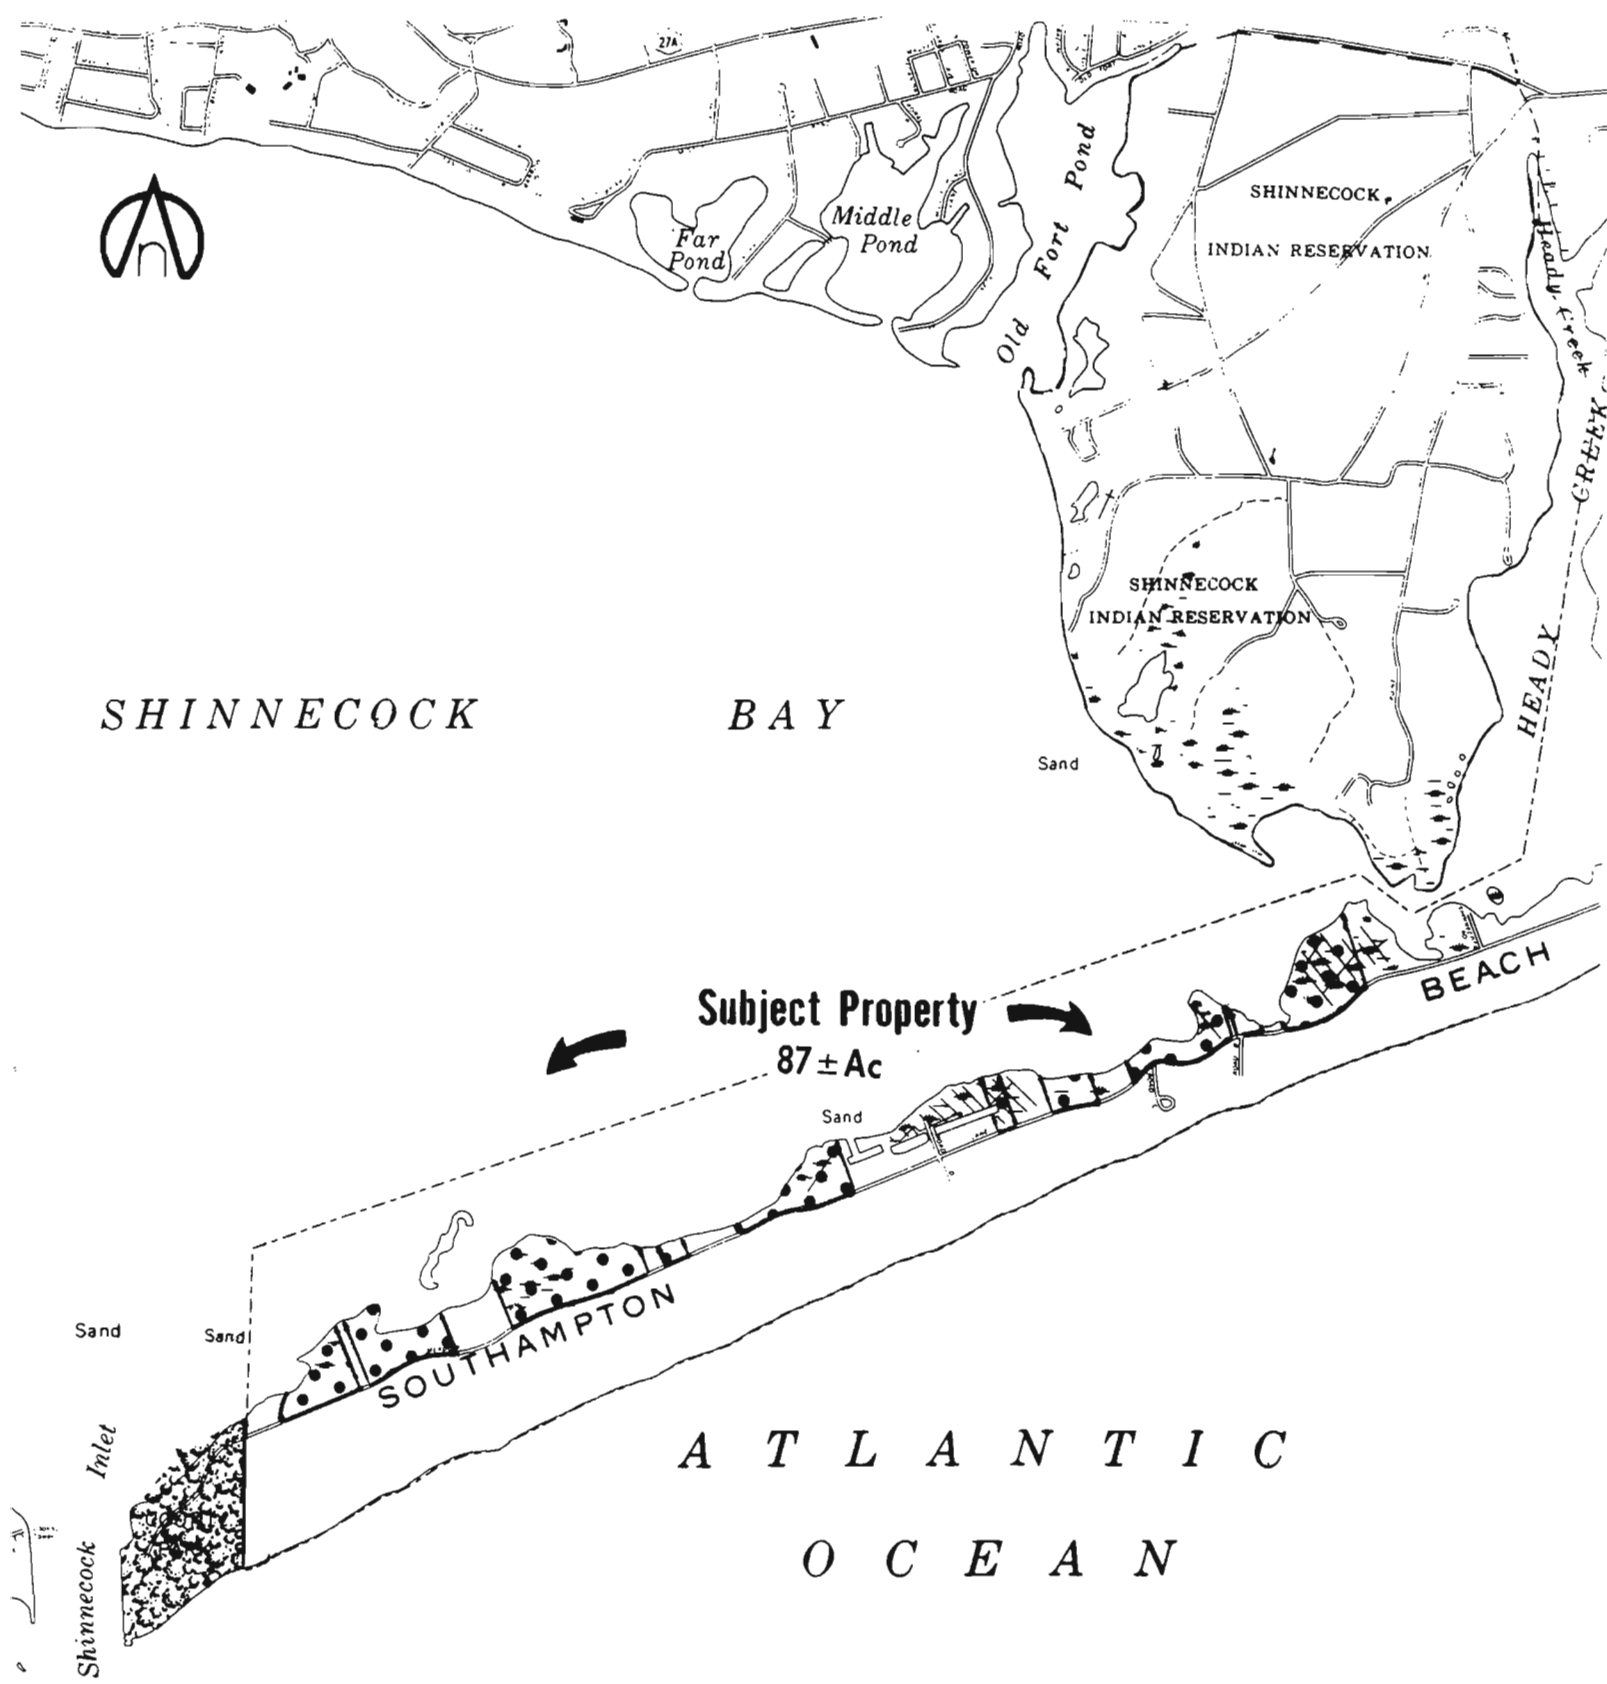 27A
Old Fort Pond
Middle
Pond
Far
Pond
SHINNECOCK
INDIAN RESERVATION
Heady Creek
HEADY CREEK
SHINNECOCK
INDIAN RESERVATION
SHINNECOCK BAY
Sand
BEACH
Subject Property
87±Ac
Sand
SOUTHAMPTON
Sand
Sand
Shinnecock Inlet
ATLANTIC
OCEAN